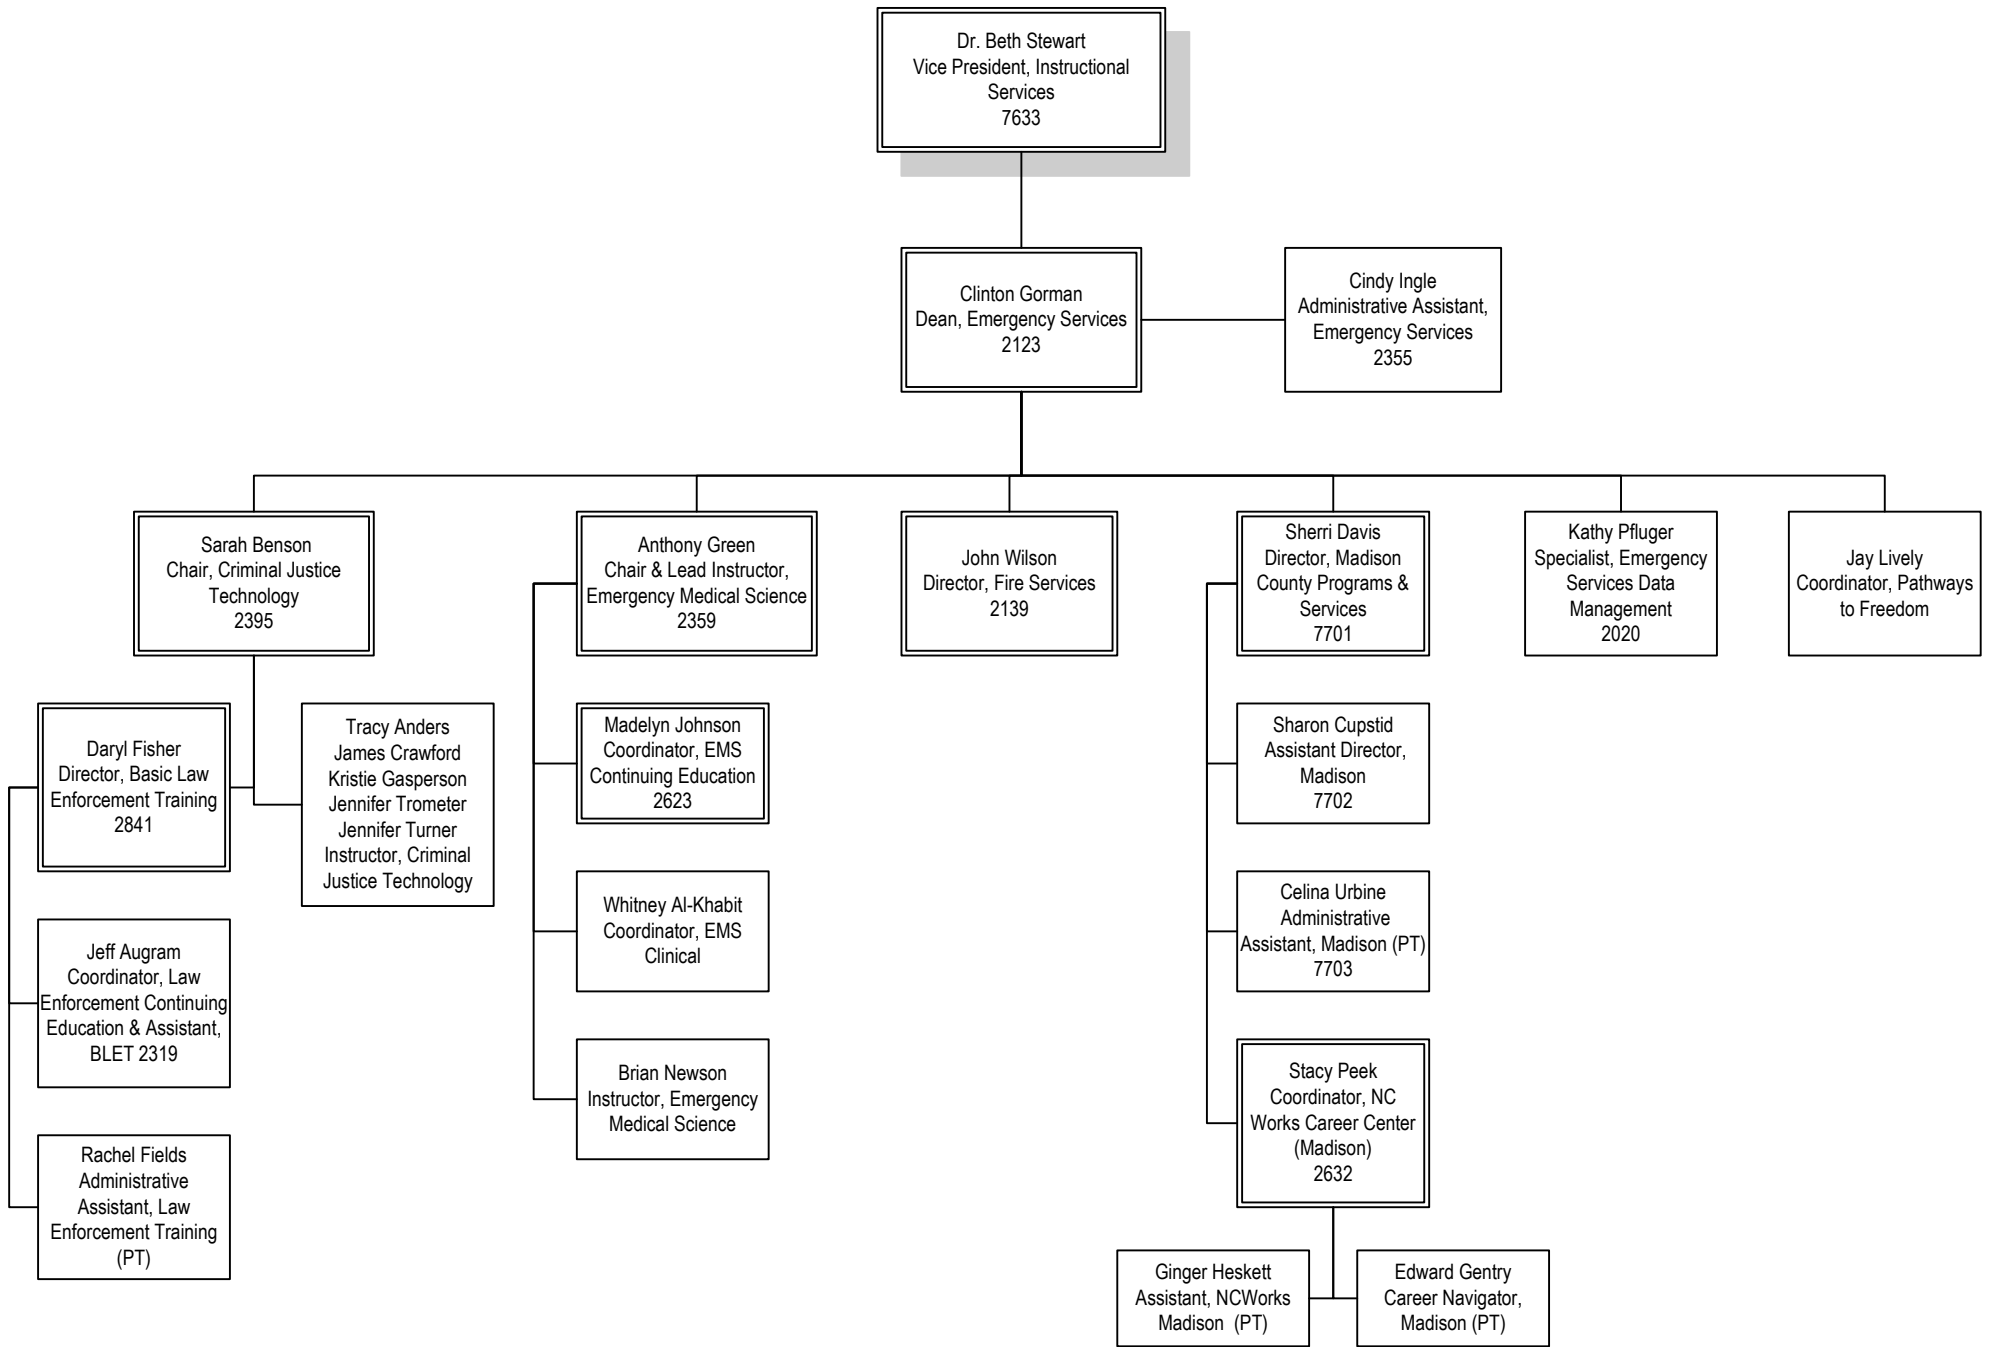 Dr. Beth Stewart
Vice President, Instructional
Services
7633
Clinton Gorman
Dean, Emergency Services
2123
Cindy Ingle
Administrative Assistant,
Emergency Services
2355
Sarah Benson
Chair, Criminal Justice
Technology
2395
Anthony Green
Chair & Lead Instructor,
Emergency Medical Science
2359
John Wilson
Director, Fire Services
2139
Sherri Davis
Director, Madison
County Programs &
Services
7701
Kathy Pfluger
Specialist, Emergency
Services Data
Management
2020
Jay Lively
Coordinator, Pathways
to Freedom
Daryl Fisher
Director, Basic Law
Enforcement Training
2841
Tracy Anders
James Crawford
Kristie Gasperson
Jennifer Trometer
Jennifer Turner
Instructor, Criminal
Justice Technology
Madelyn Johnson
Coordinator, EMS
Continuing Education
2623
Sharon Cupstid
Assistant Director,
Madison
7702
Jeff Augram
Coordinator, Law
Enforcement Continuing
Education & Assistant,
BLET 2319
Whitney Al-Khabit
Coordinator, EMS
Clinical
Celina Urbine
Administrative
Assistant, Madison (PT)
7703
Rachel Fields
Administrative
Assistant, Law
Enforcement Training
(PT)
Brian Newson
Instructor, Emergency
Medical Science
Stacy Peek
Coordinator, NC
Works Career Center
(Madison)
2632
Ginger Heskett
Assistant, NCWorks
Madison  (PT)
Edward Gentry
Career Navigator,
Madison (PT)